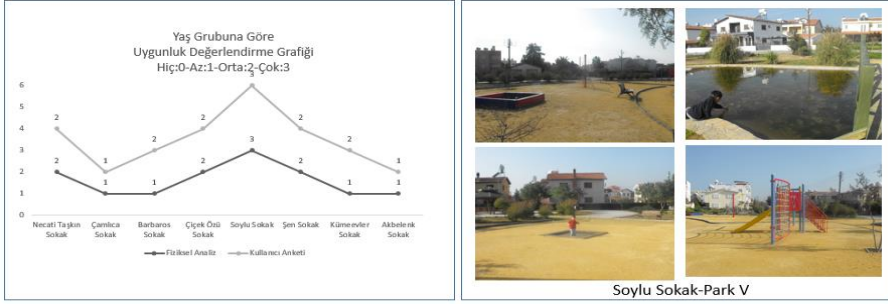 Yaş Grubuna Göre
Uygunluk Değerlendirme Grafiği
Hiç:0-Az:1-Orta:2-Çok:3
6
5
4
3
2
1
0
2
1
2
2
3
2
2
1
2
1
1
2
3
2
1
1
Necati Taşkın Sokak
Çamlıca Sokak
Barbaros Sokak
Çiçek Özü Sokak
Soylu Sokak
Şen Sokak
Kümeevler Sokak
Akbelenk Sokak
Fiziksel Analiz
Kullanıcı Anketi
Soylu Sokak-Park V